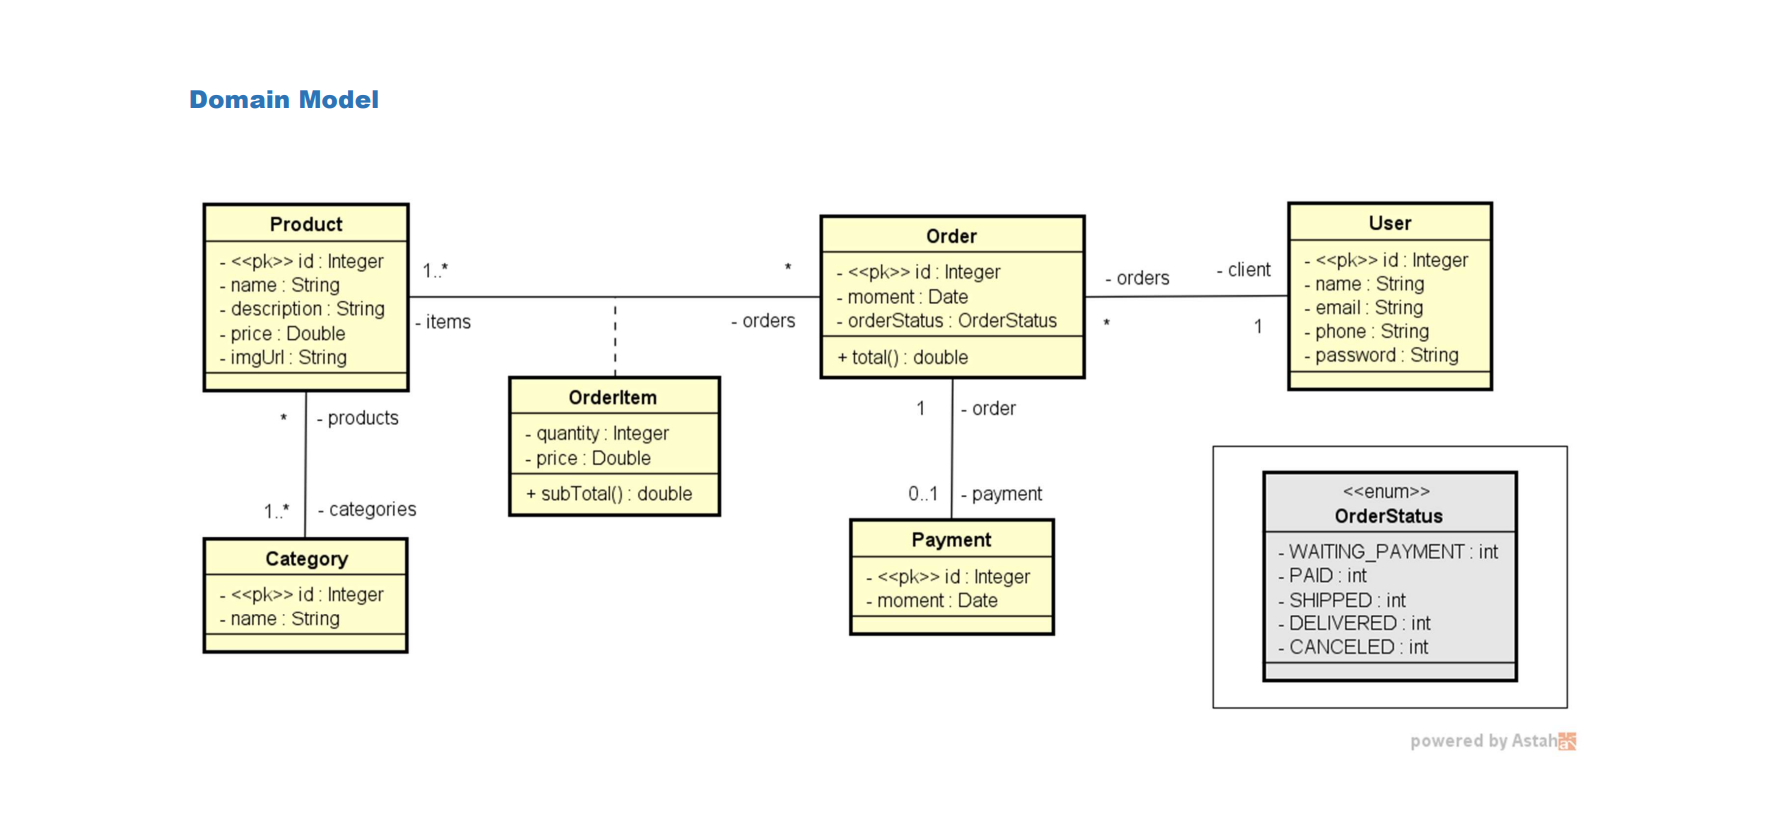 Domain Model
Product
- <<pk>> id : Integer
- name : String
- description : String
- price : Double
- imgUrl : String
1..*
- items
*
- orders
Order
- <<pk>> id : Integer
- moment : Date
- orderStatus : OrderStatus
+ total() : double
- orders
*
- client
1
User
- <<pk>> id : Integer
- name : String
- email : String
- phone : String
- password : String
* - products
1..* - categories
Category
- <<pk>> id : Integer
- name : String
OrderItem
- quantity : Integer
- price : Double
+ subTotal() : double
1 - order
0..1 - payment
Payment
- <<pk>> id : Integer
- moment : Date
<<enum>>
OrderStatus
- WAITING_PAYMENT : int
- PAID : int
- SHIPPED : int
- DELIVERED : int
- CANCELED : int
powered by Astah